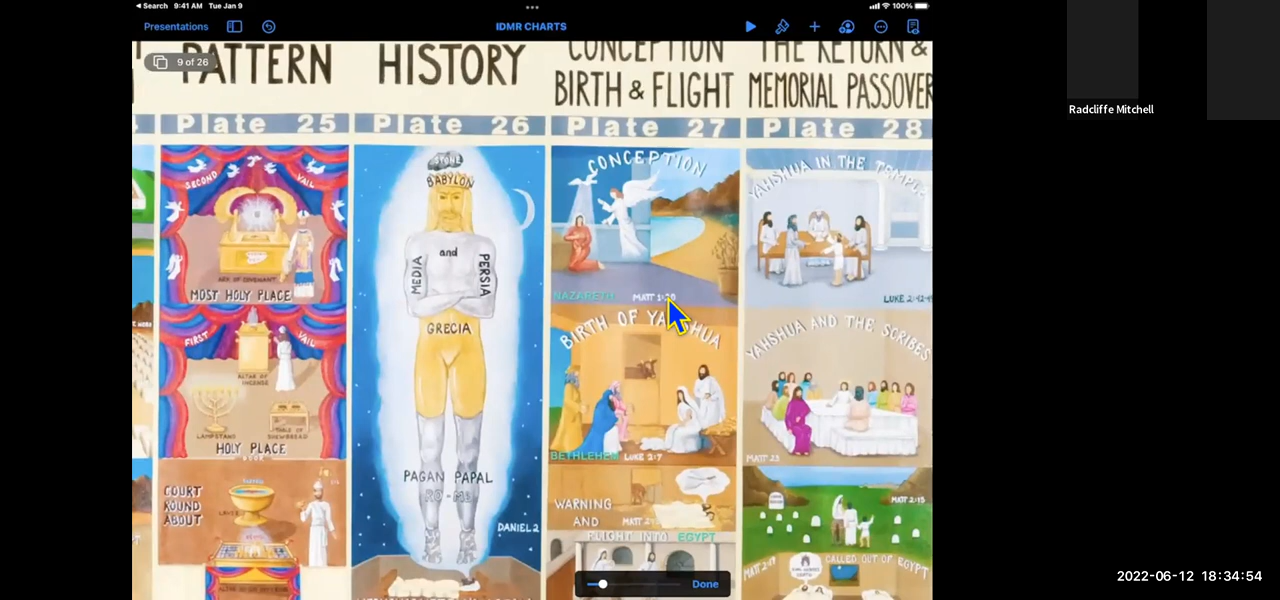 Search 9:41 AM Tue Jan 9
100%
Presentations
IDMR CHARTS
9 of 26
PATTERN
HISTORY
CONCEPTION
BIRTH & FLIGHT
THE RETURN &
MEMORIAL PASSOVER
Plate 25
Plate 26
Plate 27
Plate 28
SECOND VAIL
ARK OF COVENANT
MOST HOLY PLACE
FIRST VAIL
ALTAR OF
INCENSE
LAMPSTAND
TABLE OF
SHEWBREAD
HOLY PLACE
COURT
ROUND
ABOUT
STONE
BABYLON
MEDIA
and
PERSIA
GRECIA
PAGAN PAPAL
RO-ME
DANIEL 2
CONCEPTION
NAZARETH
BIRTH OF YAHSHUA
BETHLEHEM LUKE 2:7
WARNING
AND
FLIGHT INTO EGYPT
YAHSHUA IN THE TEMPLE
YAHSHUA AND THE SCRIBES
MATT 23
MATT 2:15
CALLED OUT OF EGYPT
Done
Radcliffe Mitchell
2022-06-12 18:34:54